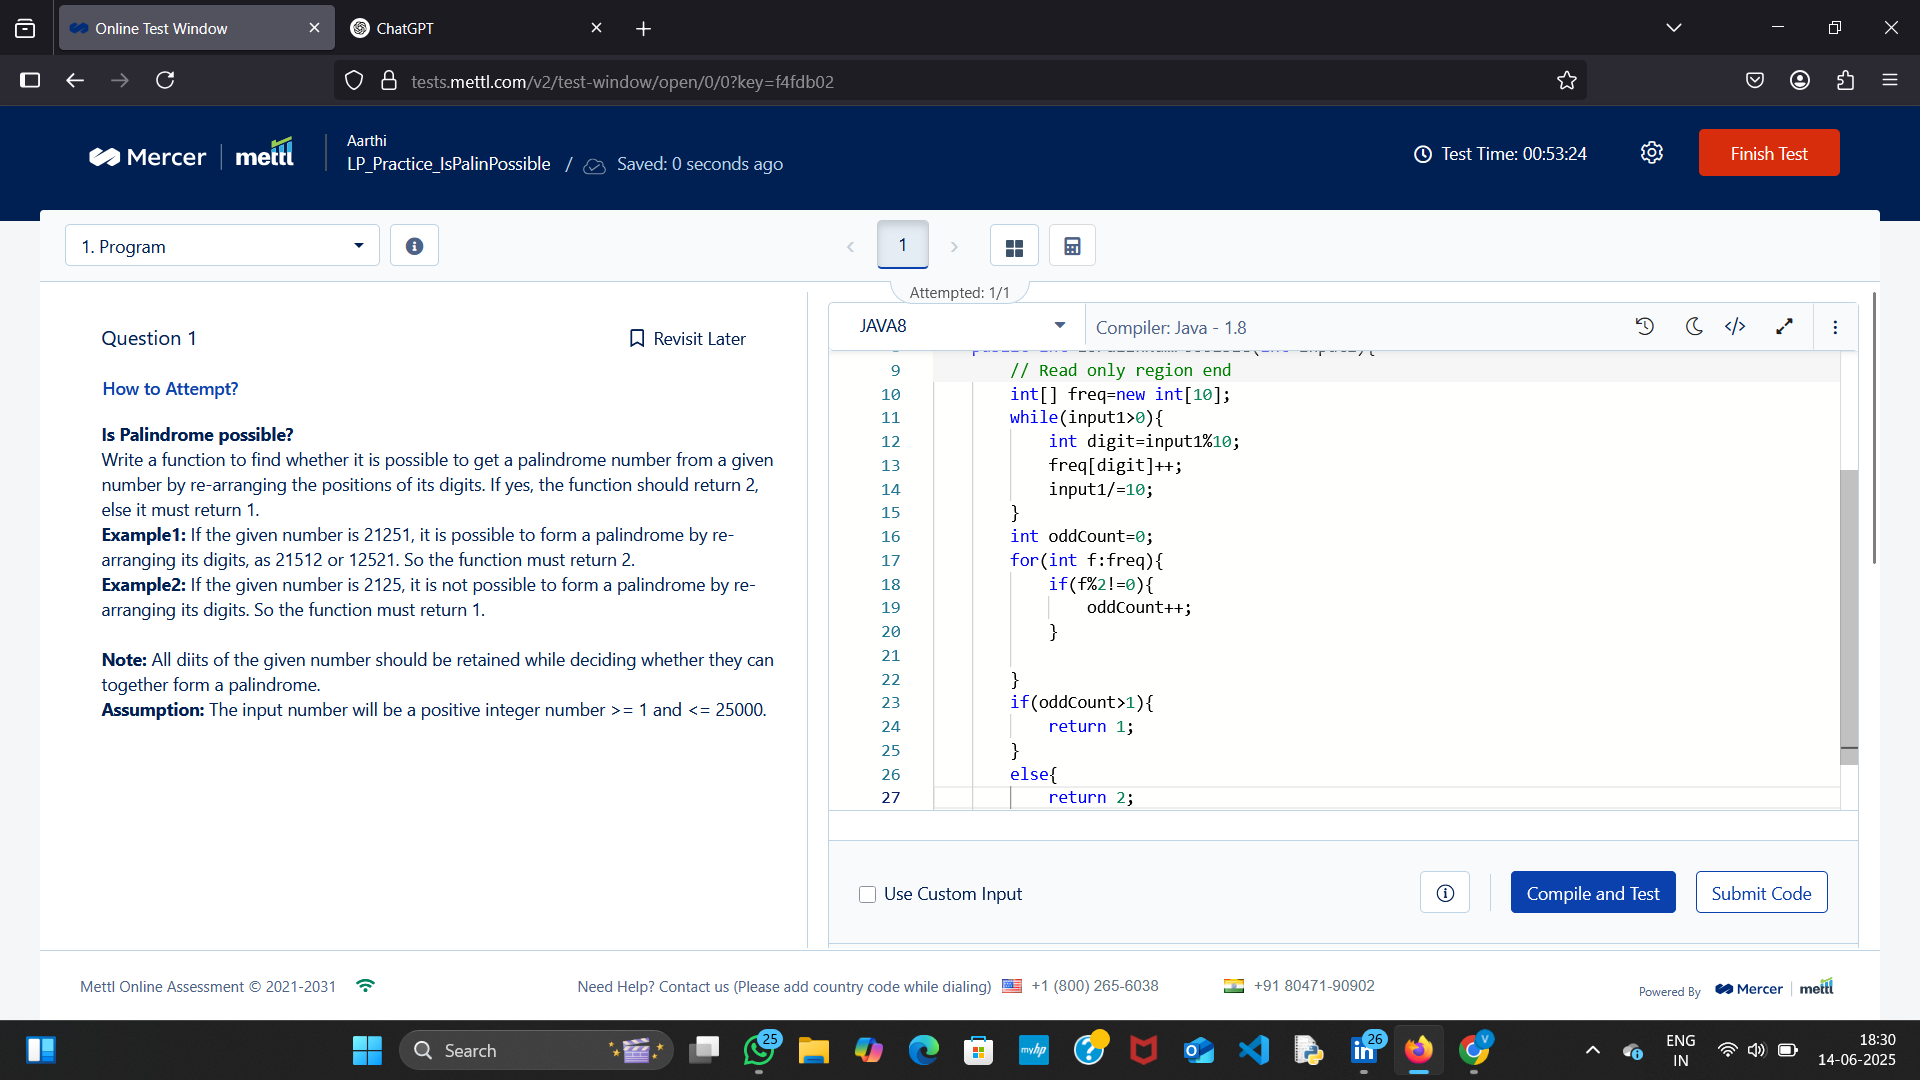 Online Test Window
ChatGPT
tests.mettl.com/v2/test-window/open/0/0?key=f4fdb02
Mercer | mettl
Aarthi
LP_Practice_IsPalinPossible / Saved: 0 seconds ago
Test Time: 00:53:24
Finish Test
1. Program
1
Attempted: 1/1
Question 1
Revisit Later
How to Attempt?
Is Palindrome possible?
Write a function to find whether it is possible to get a palindrome number from a given
number by re-arranging the positions of its digits. If yes, the function should return 2,
else it must return 1.
Example1: If the given number is 21251, it is possible to form a palindrome by re-
arranging its digits, as 21512 or 12521. So the function must return 2.
Example2: If the given number is 2125, it is not possible to form a palindrome by re-
arranging its digits. So the function must return 1.
Note: All diits of the given number should be retained while deciding whether they can
together form a palindrome.
Assumption: The input number will be a positive integer number >= 1 and <= 25000.
JAVA8
Compiler: Java - 1.8
9 // Read only region end
10 int[] freq=new int[10];
11 while(input1>0){
12 int digit=input1%10;
13 freq[digit]++;
14 input1/=10;
15 }
16 int oddCount=0;
17 for(int f:freq){
18 if(f%2!=0){
19 oddCount++;
20 }
21
22 }
23 if(oddCount>1){
24 return 1;
25 }
26 else{
27 return 2;
Use Custom Input
Compile and Test
Submit Code
Mettl Online Assessment © 2021-2031
Need Help? Contact us (Please add country code while dialing) +1 (800) 265-6038
+91 80471-90902
Powered By Mercer | mettl
Search
25
myhp
26
V
ENG
IN
18:30
14-06-2025